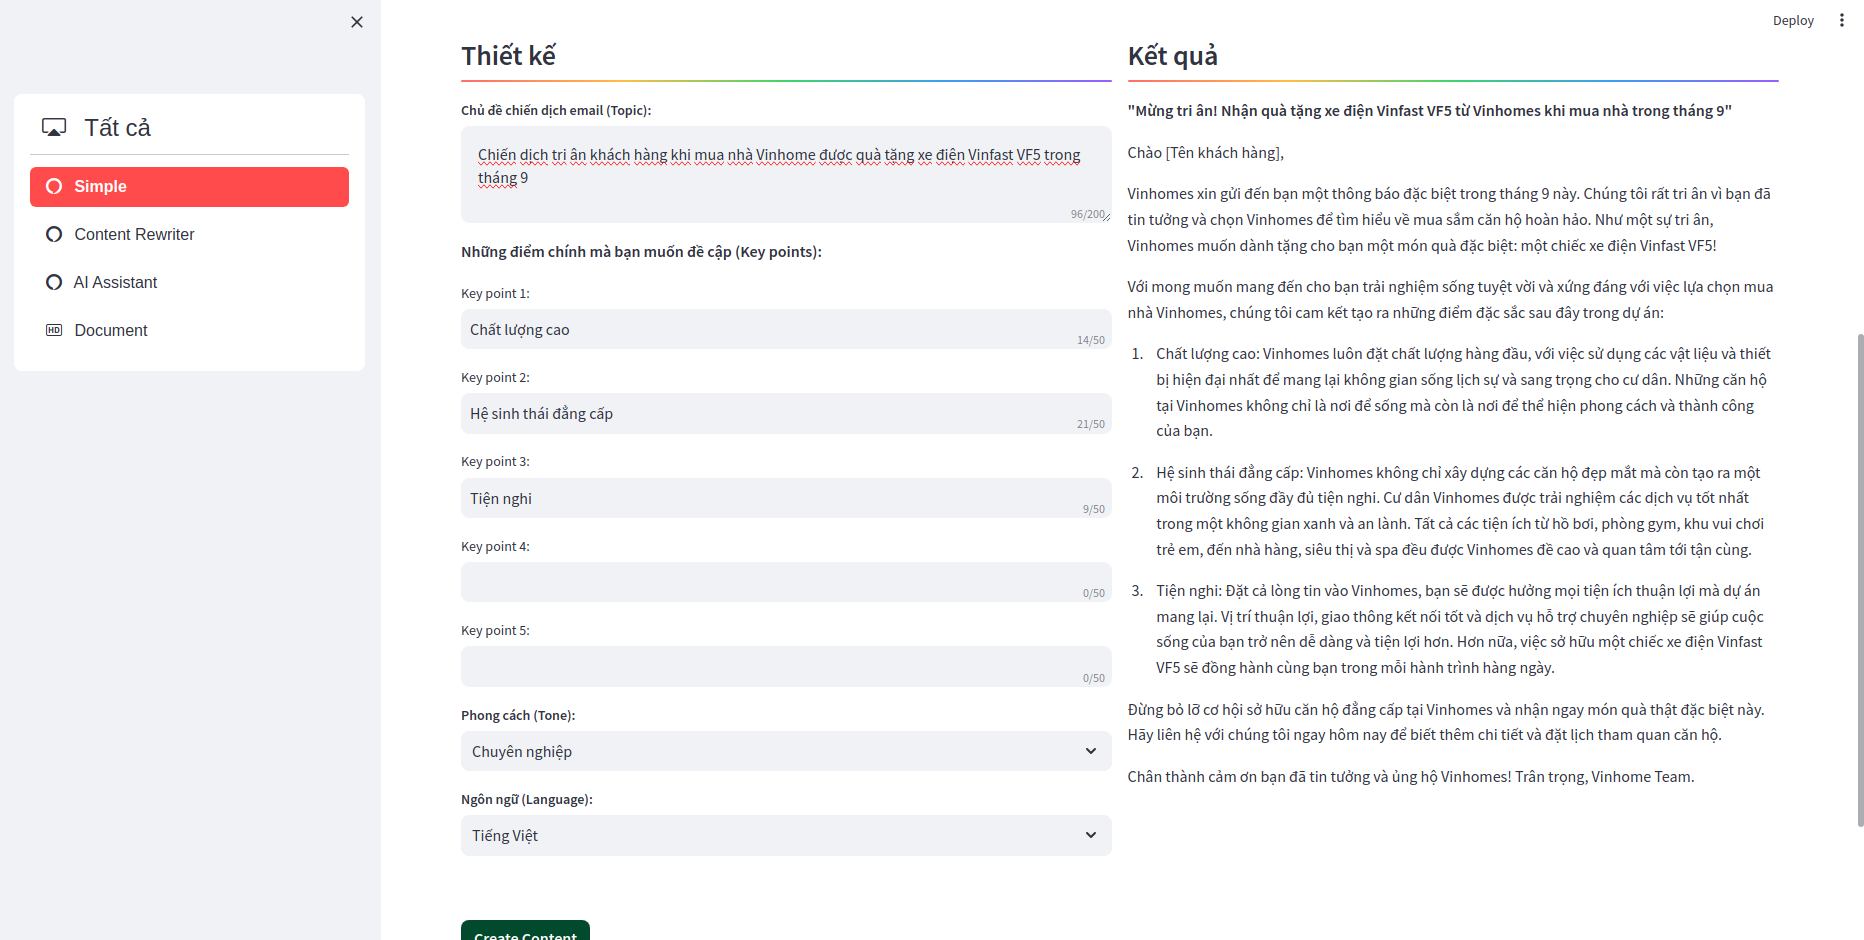 Deploy
Tất cả
Simple
Content Rewriter
AI Assistant
HD Document
Thiết kế
Chủ đề chiến dịch email (Topic):
Chiến dịch tri ân khách hàng khi mua nhà Vinhome được quà tặng xe điện Vinfast VF5 trong
tháng 9
96/200
Những điểm chính mà bạn muốn đề cập (Key points):
Key point 1:
Chất lượng cao
14/50
Key point 2:
Hệ sinh thái đẳng cấp
21/50
Key point 3:
Tiện nghi
9/50
Key point 4:
0/50
Key point 5:
0/50
Phong cách (Tone):
Chuyên nghiệp
Ngôn ngữ (Language):
Tiếng Việt
Create Content
Kết quả
"Mừng tri ân! Nhận quà tặng xe điện Vinfast VF5 từ Vinhomes khi mua nhà trong tháng 9"
Chào [Tên khách hàng],
Vinhomes xin gửi đến bạn một thông báo đặc biệt trong tháng 9 này. Chúng tôi rất tri ân vì bạn đã
tin tưởng và chọn Vinhomes để tìm hiểu về mua sắm căn hộ hoàn hảo. Như một sự tri ân,
Vinhomes muốn dành tặng cho bạn một món quà đặc biệt: một chiếc xe điện Vinfast VF5!
Với mong muốn mang đến cho bạn trải nghiệm sống tuyệt vời và xứng đáng với việc lựa chọn mua
nhà Vinhomes, chúng tôi cam kết tạo ra những điểm đặc sắc sau đây trong dự án:
1. Chất lượng cao: Vinhomes luôn đặt chất lượng hàng đầu, với việc sử dụng các vật liệu và thiết
bị hiện đại nhất để mang lại không gian sống lịch sự và sang trọng cho cư dân. Những căn hộ
tại Vinhomes không chỉ là nơi để sống mà còn là nơi để thể hiện phong cách và thành công
của bạn.
2. Hệ sinh thái đẳng cấp: Vinhomes không chỉ xây dựng các căn hộ đẹp mắt mà còn tạo ra một
môi trường sống đầy đủ tiện nghi. Cư dân Vinhomes được trải nghiệm các dịch vụ tốt nhất
trong một không gian xanh và an lành. Tất cả các tiện ích từ hồ bơi, phòng gym, khu vui chơi
trẻ em, đến nhà hàng, siêu thị và spa đều được Vinhomes đề cao và quan tâm tới tận cùng.
3. Tiện nghi: Đặt cả lòng tin vào Vinhomes, bạn sẽ được hưởng mọi tiện ích thuận lợi mà dự án
mang lại. Vị trí thuận lợi, giao thông kết nối tốt và dịch vụ hỗ trợ chuyên nghiệp sẽ giúp cuộc
sống của bạn trở nên dễ dàng và tiện lợi hơn. Hơn nữa, việc sở hữu một chiếc xe điện Vinfast
VF5 sẽ đồng hành cùng bạn trong mỗi hành trình hàng ngày.
Đừng bỏ lỡ cơ hội sở hữu căn hộ đẳng cấp tại Vinhomes và nhận ngay món quà thật đặc biệt này.
Hãy liên hệ với chúng tôi ngay hôm nay để biết thêm chi tiết và đặt lịch tham quan căn hộ.
Chân thành cảm ơn bạn đã tin tưởng và ủng hộ Vinhomes! Trân trọng, Vinhome Team.